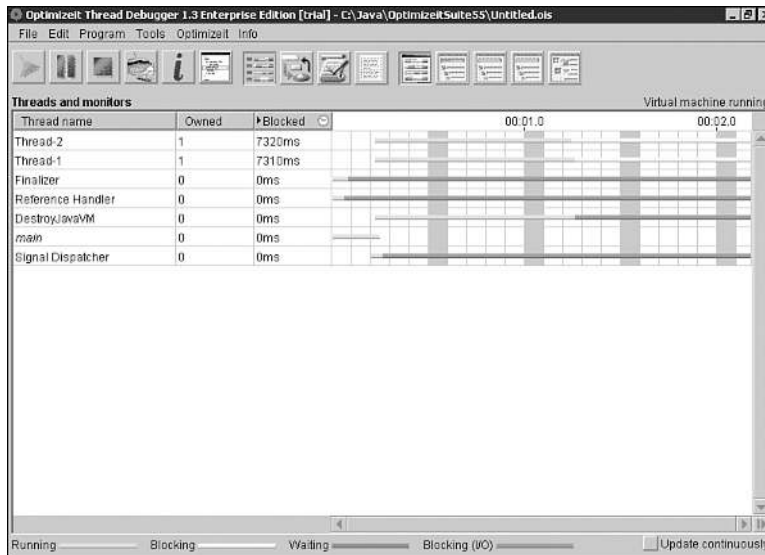 Optimizeit Thread Debugger 1.3 Enterprise Edition [trial] - C:\Java\OptimizeitSuite55\Untitled.ois
File Edit Program Tools Optimizeit Info
Threads and monitors Virtual machine running
Thread name Owned Blocked 00:01.0 00:02.0
Thread-2 1 7320ms
Thread-1 1 7310ms
Finalizer 0 0ms
Reference Handler 0 0ms
DestroyJavaVM 0 0ms
main 0 0ms
Signal Dispatcher 0 0ms
Running Blocking Waiting Blocking (I/O) Update continuously